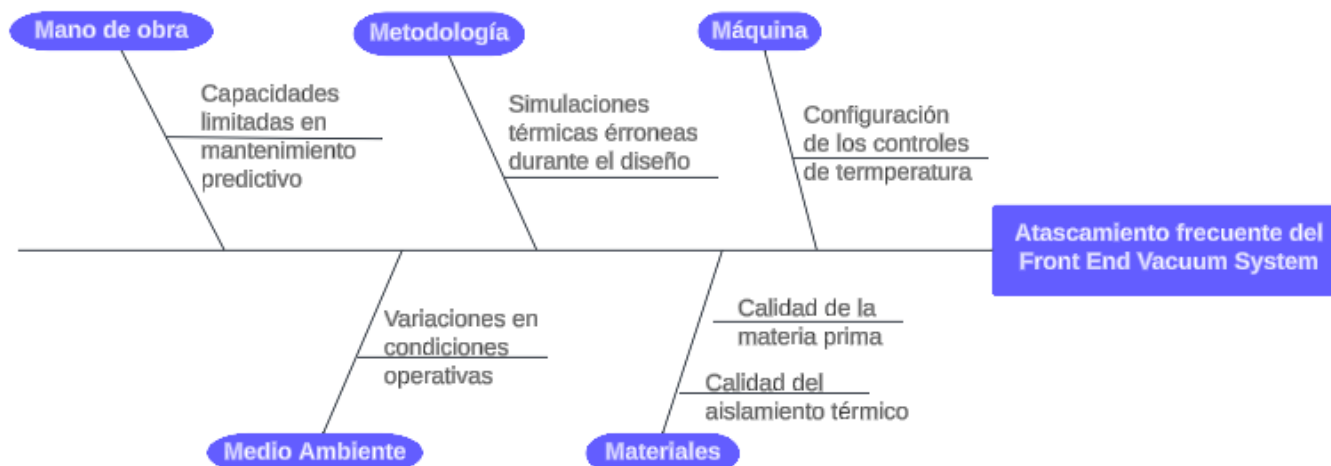 Mano de obra
Metodología
Máquina
Capacidades
limitadas en
mantenimiento
predictivo
Simulaciones
térmicas érroneas
durante el diseño
Configuración
de los controles
de termperatura
Atascamiento frecuente del
Front End Vacuum System
Variaciones en
condiciones
operativas
Calidad de la
materia prima
Calidad del
aislamiento térmico
Medio Ambiente
Materiales